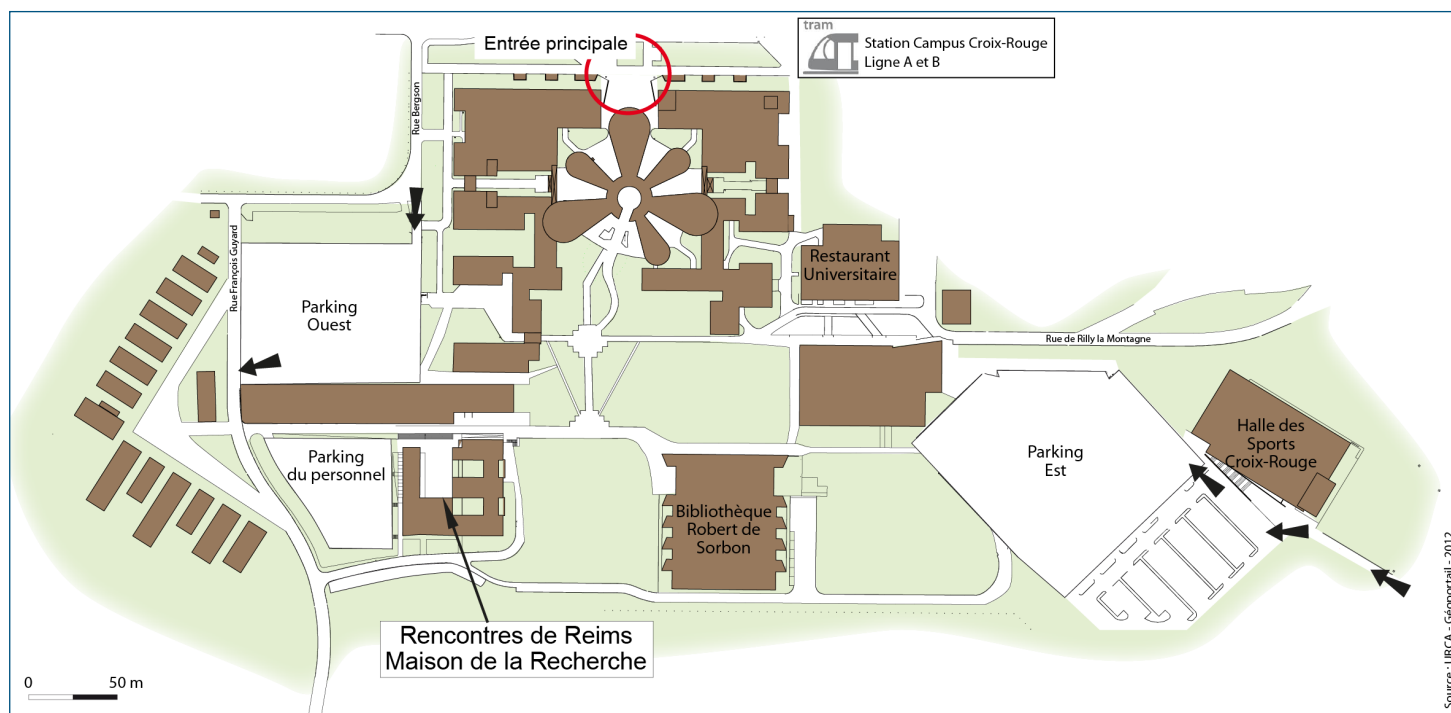 tram
Station Campus Croix-Rouge
Ligne A et B
Entrée principale
Rue Bergson
Rue François Guyard
Restaurant
Universitaire
Parking
Ouest
Rue de Rilly la Montagne
Halle des
Sports
Croix-Rouge
Parking
Est
Parking
du personnel
Bibliothèque
Robert de
Sorbon
Rencontres de Reims
Maison de la Recherche
0 50 m
Source : URCA - Géoportail - 2012